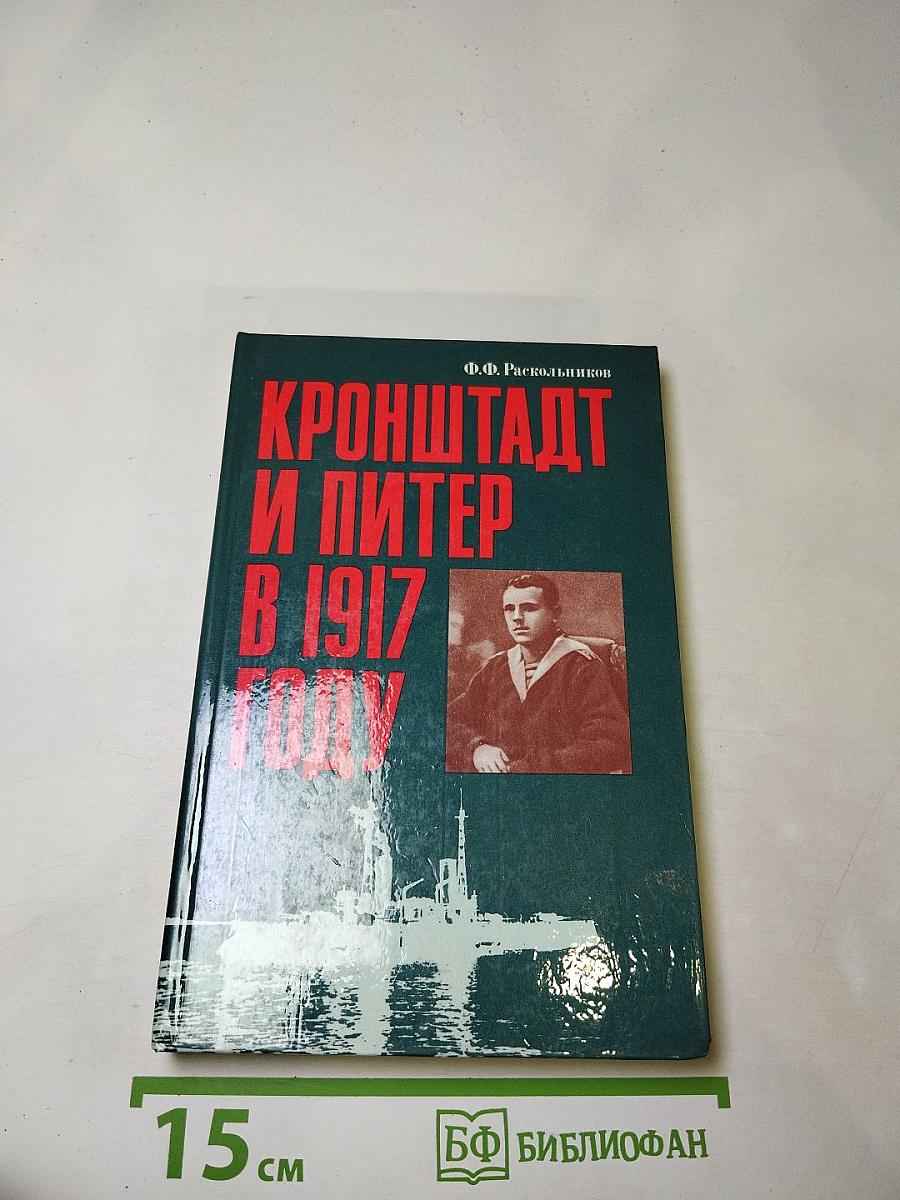 Ф.Ф. Раскольников
КРОНШТАДТ
И ПИТЕР
В 1917
ГОДУ
15 см
БФ БИБЛИОФАН